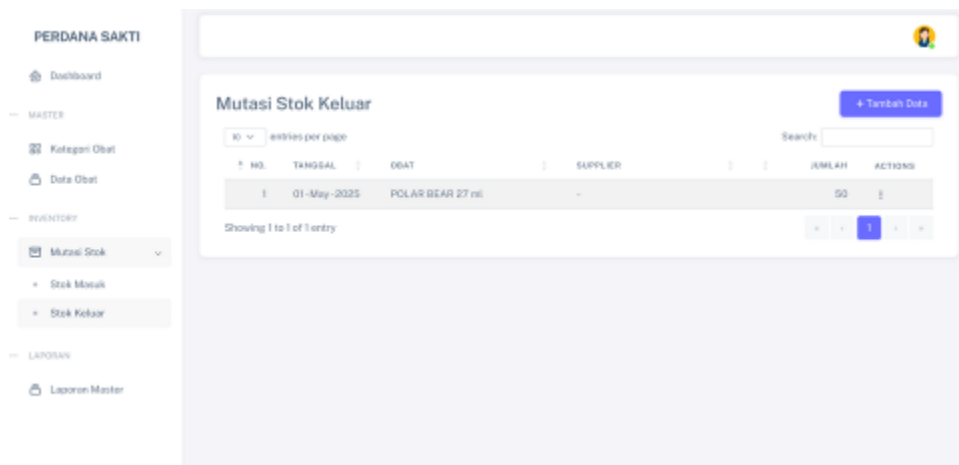 PERDANA SAKTI
Dashboard
MASTER
Kategori Obat
Data Obat
INVENTORY
Mutasi Stok
Stok Masuk
Stok Keluar
LAPORAN
Laporan Master
Mutasi Stok Keluar
+ Tambah Data
10 entries per page
Search:
NO. TANGGAL OBAT SUPPLIER JUMLAH ACTIONS
1 01-May-2025 POLAR BEAR 27 ml - 50
Showing 1 to 1 of 1 entry
« ‹ 1 › »